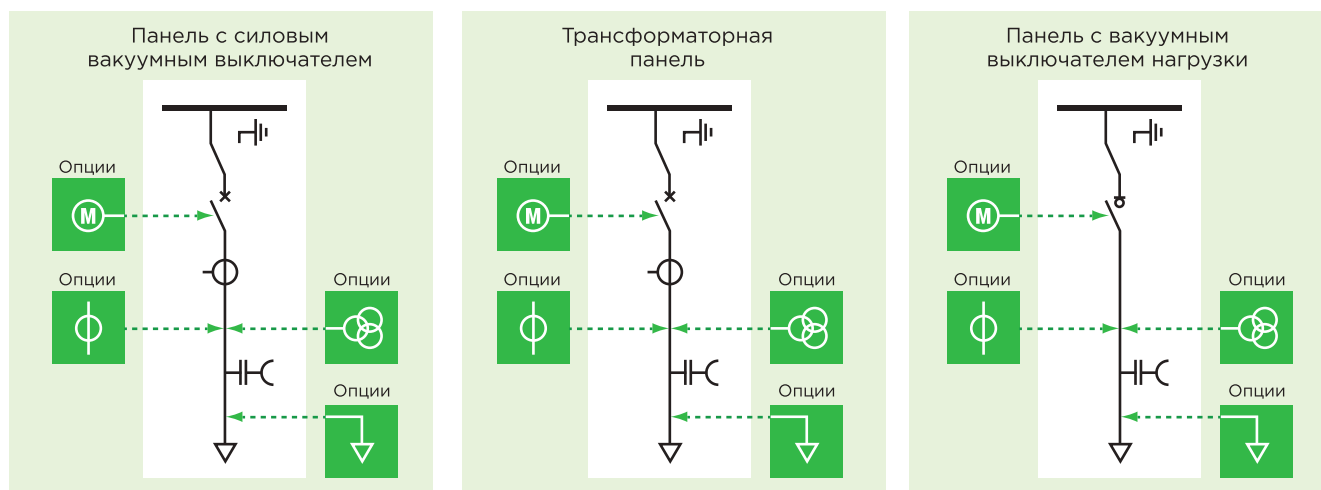 Панель с силовым
вакуумным выключателем
Опции
M
Опции
Опции
Опции
Трансформаторная
панель
Опции
M
Опции
Опции
Опции
Панель с вакуумным
выключателем нагрузки
Опции
M
Опции
Опции
Опции